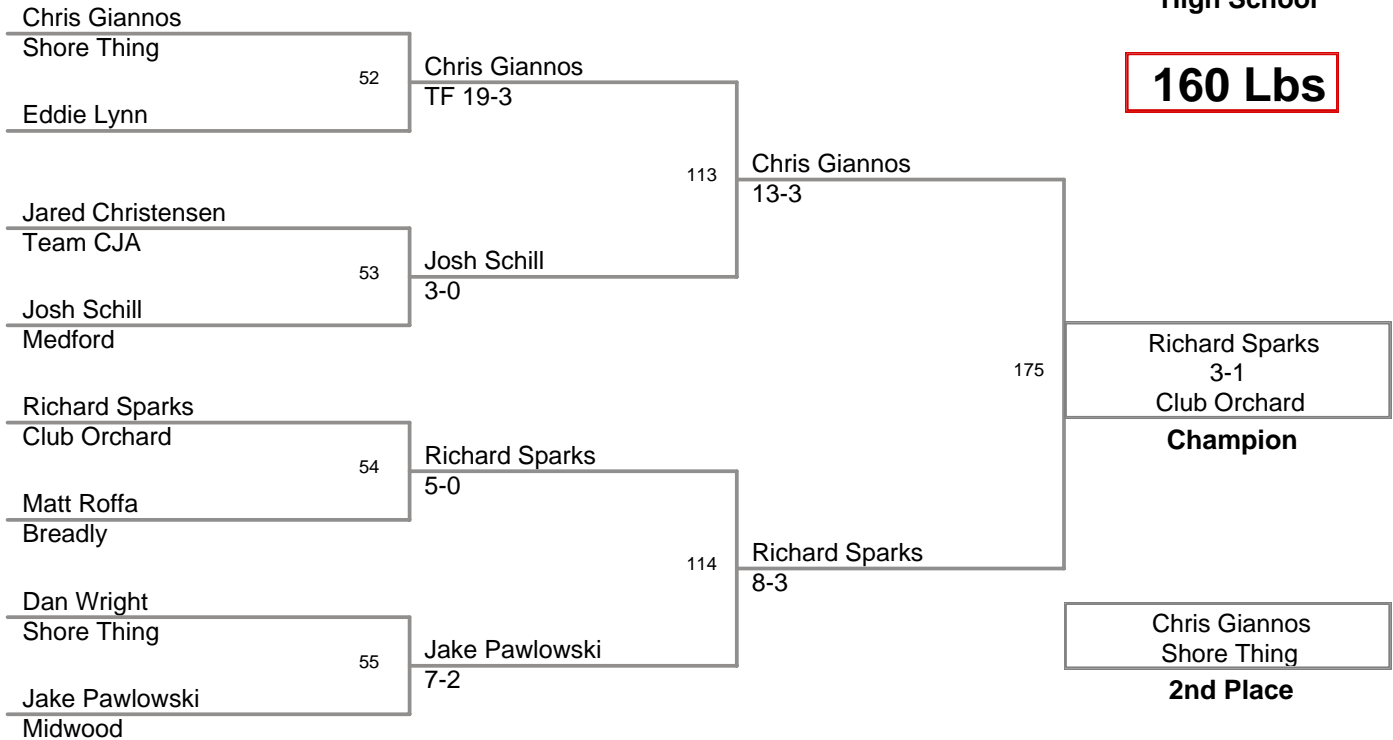 High School
160 Lbs
Chris Giannos
Shore Thing
52
Eddie Lynn
Chris Giannos
TF 19-3
Jared Christensen
Team CJA
53
Josh Schill
Medford
Josh Schill
3-0
113
Chris Giannos
13-3
Richard Sparks
Club Orchard
54
Matt Roffa
Breadly
Richard Sparks
5-0
Dan Wright
Shore Thing
55
Jake Pawlowski
Midwood
Jake Pawlowski
7-2
114
Richard Sparks
8-3
175
Richard Sparks
3-1
Club Orchard
Champion
Chris Giannos
Shore Thing
2nd Place